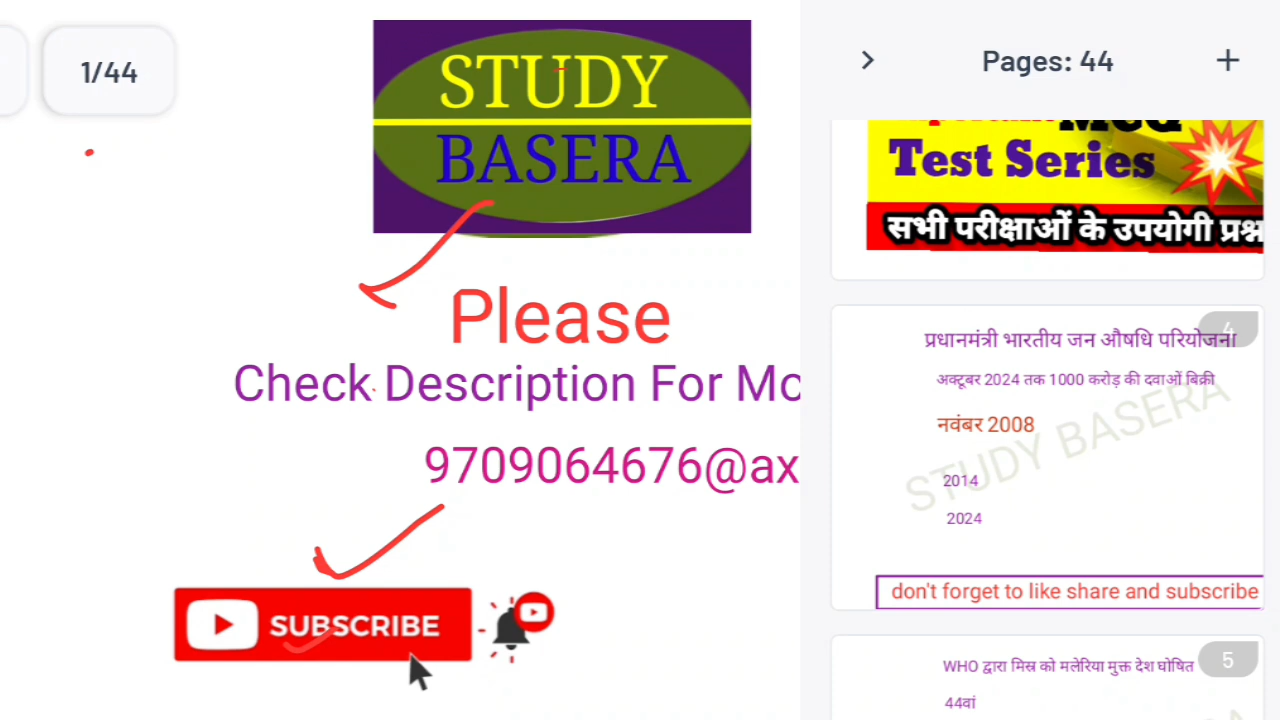 1/44
STUDY
BASERA
Please
Check Description For Mo
9709064676@ax
SUBSCRIBE
Pages: 44
Test Series
सभी परीक्षाओं के उपयोगी प्रश्न
4
प्रधानमंत्री भारतीय जन औषधि परियोजना
अक्टूबर 2024 तक 1000 करोड़ की दवाओं बिक्री
नवंबर 2008
STUDY BASERA
2014
2024
don't forget to like share and subscribe
5
WHO द्वारा मिस्र को मलेरिया मुक्त देश घोषित
44वां